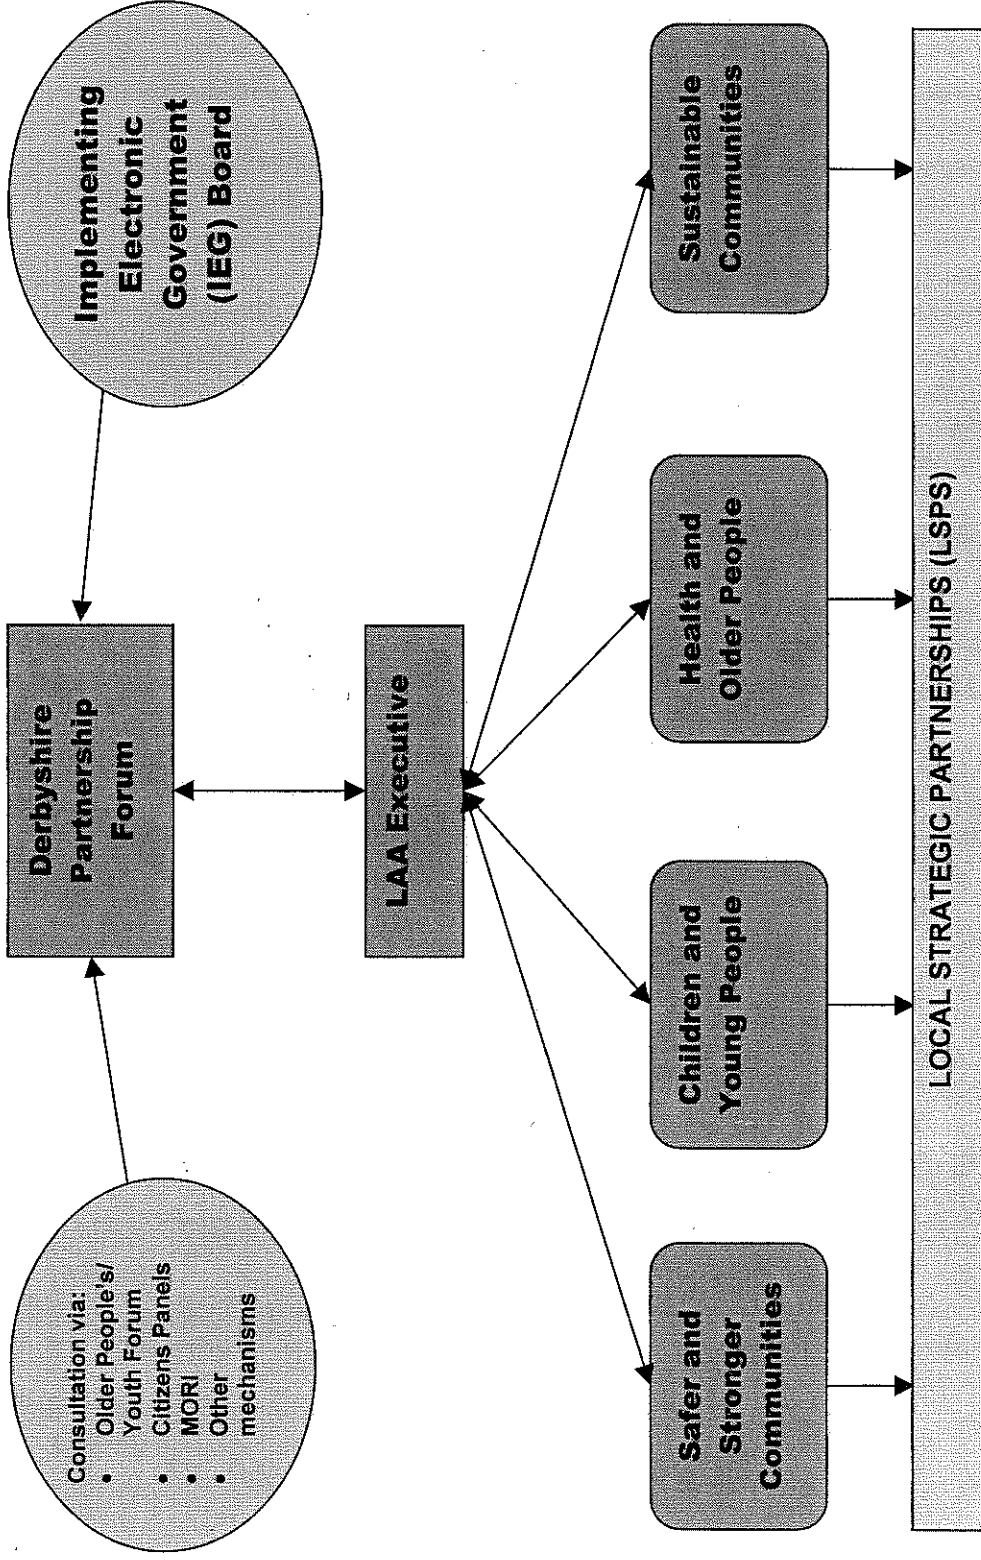 Consultation via:
• Older People's/
Youth Forum
• Citizens Panels
• MORI
• Other
mechanisms
Derbyshire
Partnership
Forum
Implementing
Electronic
Government
(IEG) Board
LAA Executive
Safer and
Stronger
Communities
Children and
Young People
Health and
Older People
Sustainable
Communities
LOCAL STRATEGIC PARTNERSHIPS (LSPS)